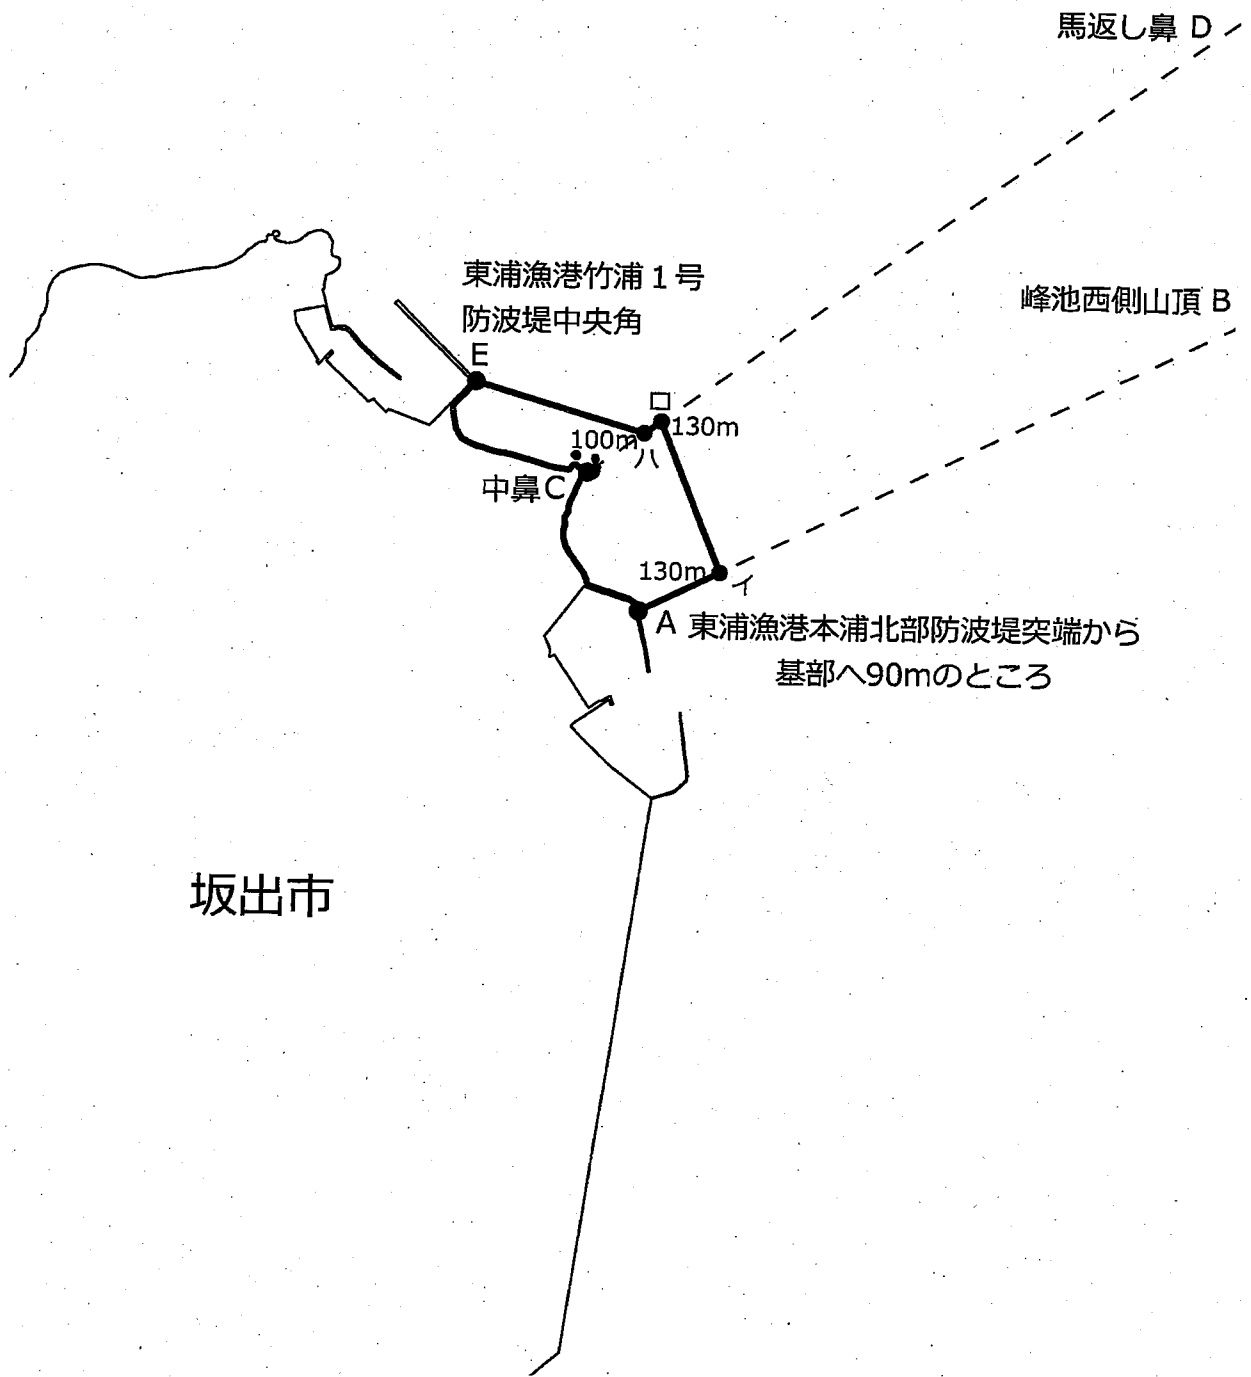 馬返し鼻 D
東浦漁港竹浦1号
防波堤中央角
E
峰池西側山頂 B
ロ
130m
100m
ハ
中鼻C
130m
イ
A 東浦漁港本浦北部防波堤突端から
基部へ90mのところ
坂出市